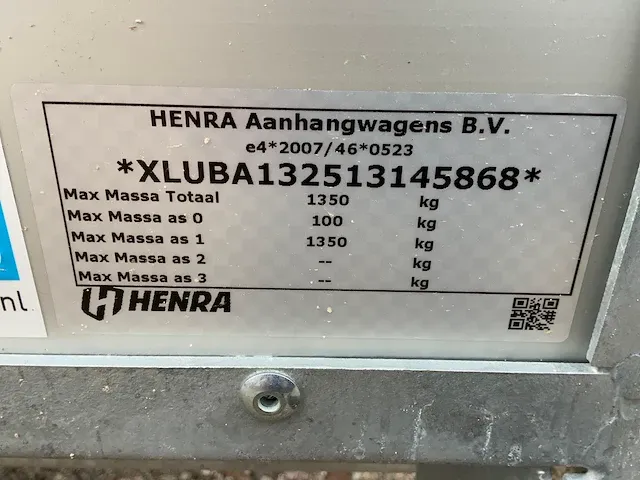 HENRA Aanhangwagens B.V.
e4*2007/46*0523
*XLUBA132513145868*
Max Massa Totaal 1350 kg
Max Massa as 0 100 kg
Max Massa as 1 1350 kg
Max Massa as 2 -- kg
Max Massa as 3 -- kg
HENRA
nl